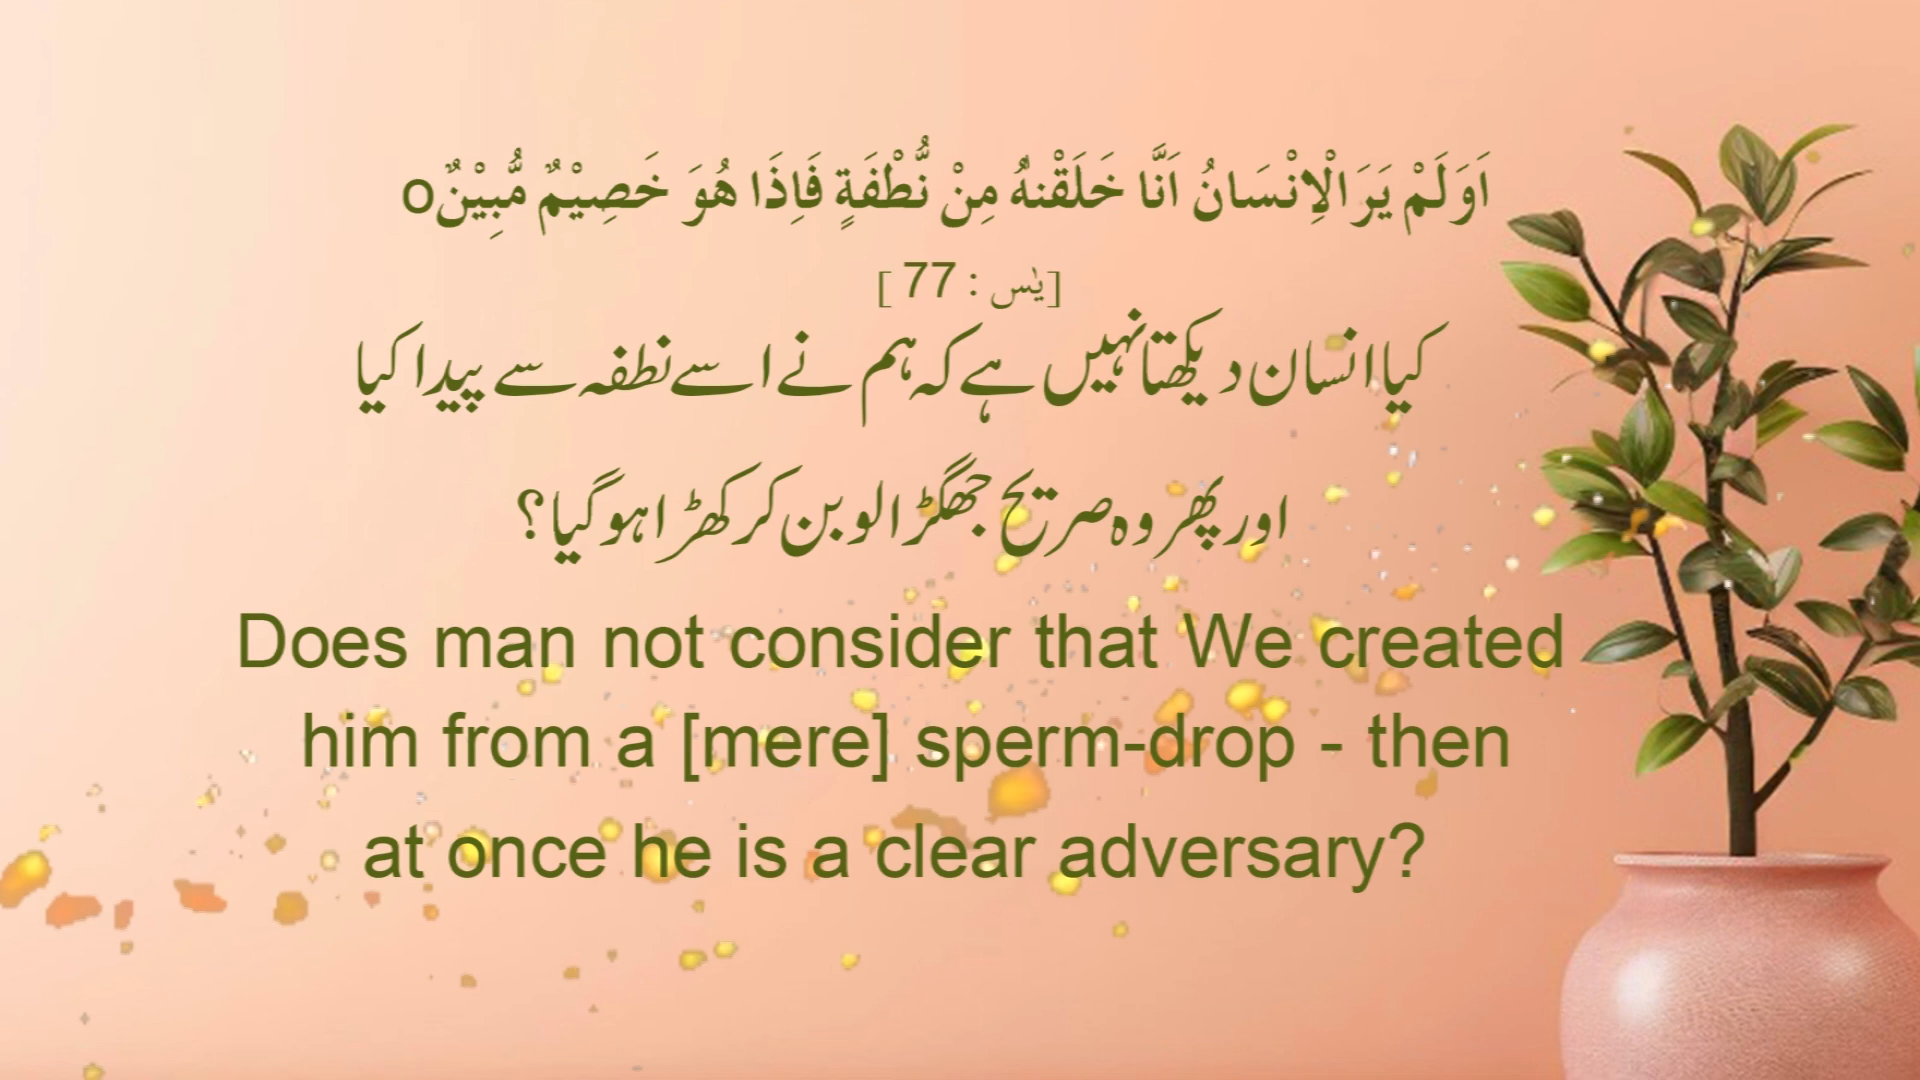 اَوَلَمْ يَرَ الْاِنْسَانُ اَنَّا خَلَقْنٰهُ مِنْ نُّطْفَةٍ فَاِذَا هُوَ خَصِيْمٌ مُّبِيْنٌo
[يٰس : 77 ]
کیا انسان دیکھتا نہیں ہے کہ ہم نے اسے نطفہ سے پیدا کیا
اور پھر وہ صریح جھگڑالو بن کر کھڑا ہو گیا؟
Does man not consider that We created
him from a [mere] sperm-drop - then
at once he is a clear adversary?